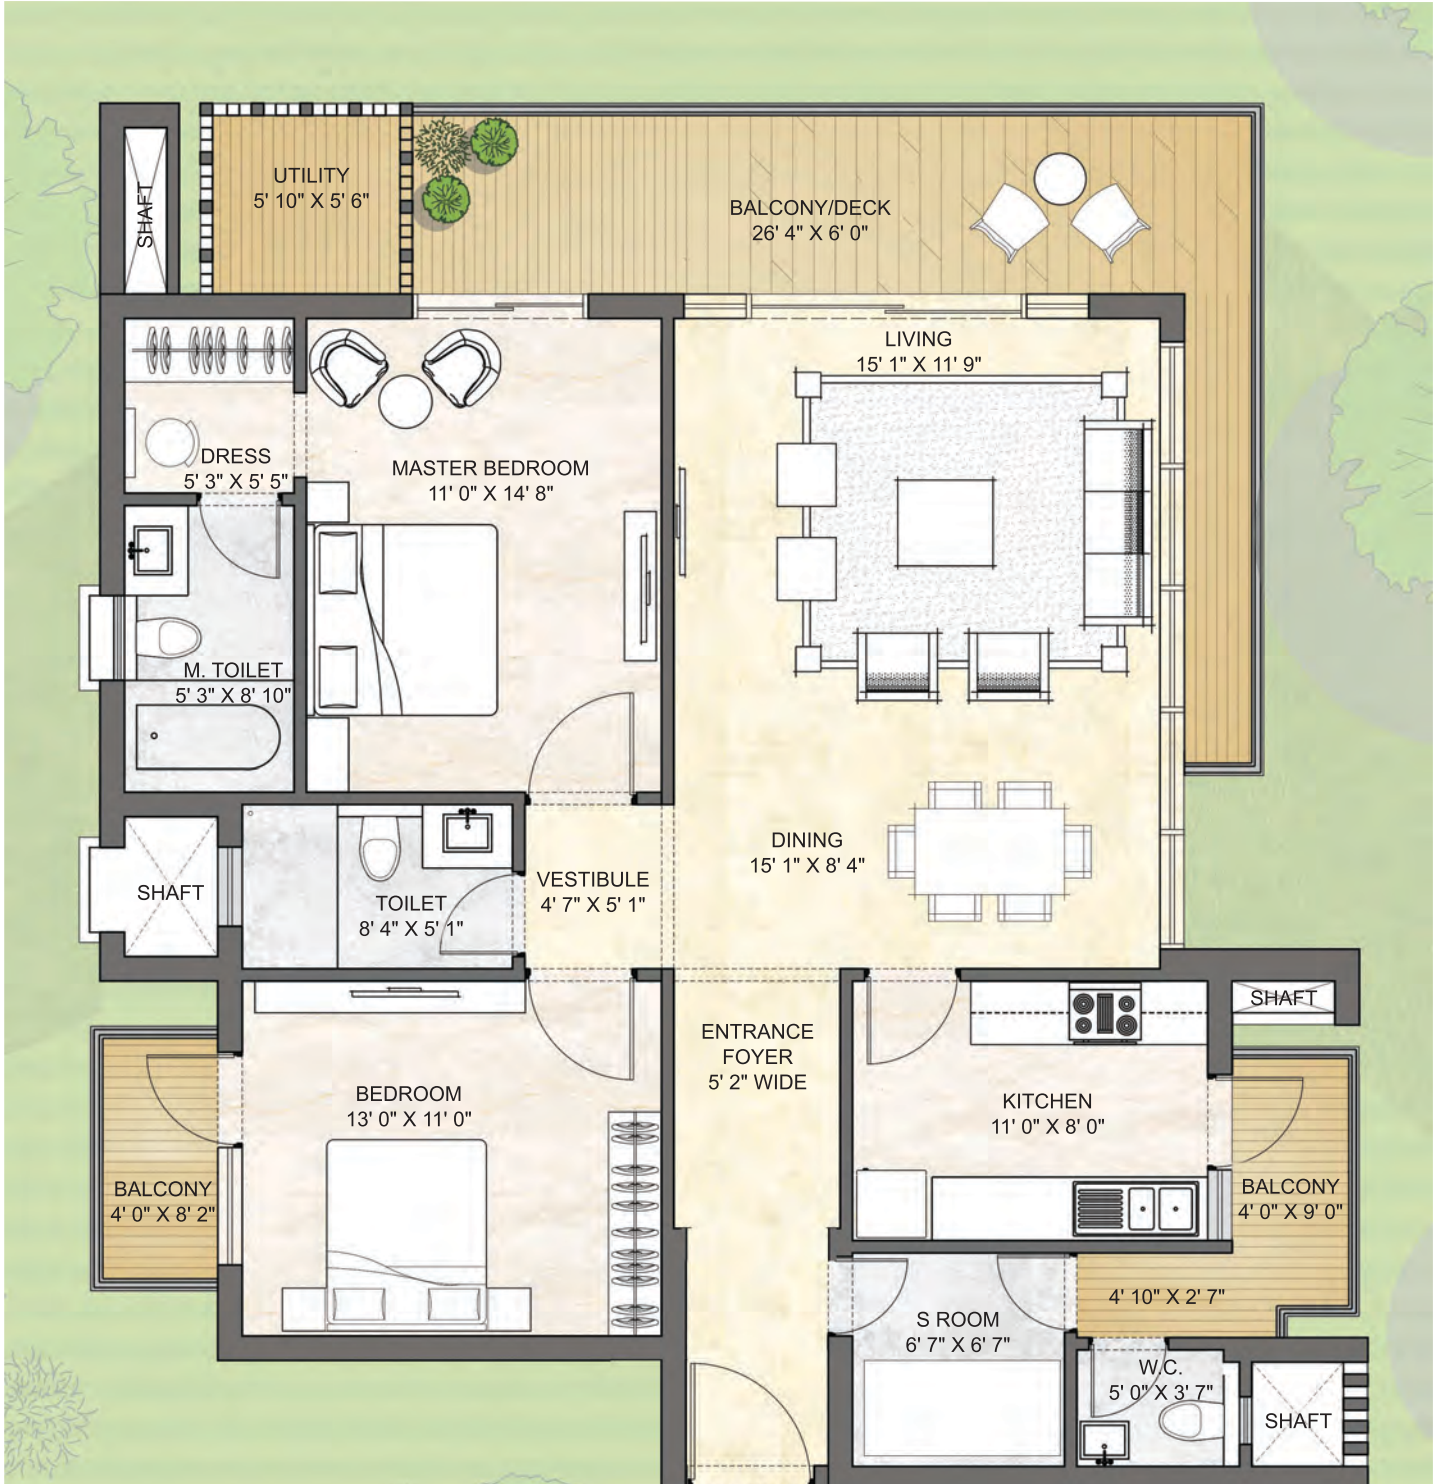 SHAFT
UTILITY
5' 10" X 5' 6"
BALCONY/DECK
26' 4" X 6' 0"
LIVING
15' 1" X 11' 9"
DRESS
5' 3" X 5' 5"
MASTER BEDROOM
11' 0" X 14' 8"
M. TOILET
5' 3" X 8' 10"
DINING
15' 1" X 8' 4"
SHAFT
TOILET
8' 4" X 5' 1"
VESTIBULE
4' 7" X 5' 1"
SHAFT
ENTRANCE
FOYER
5' 2" WIDE
BEDROOM
13' 0" X 11' 0"
KITCHEN
11' 0" X 8' 0"
BALCONY
4' 0" X 8' 2"
BALCONY
4' 0" X 9' 0"
4' 10" X 2' 7"
S ROOM
6' 7" X 6' 7"
W.C.
5' 0" X 3' 7"
SHAFT